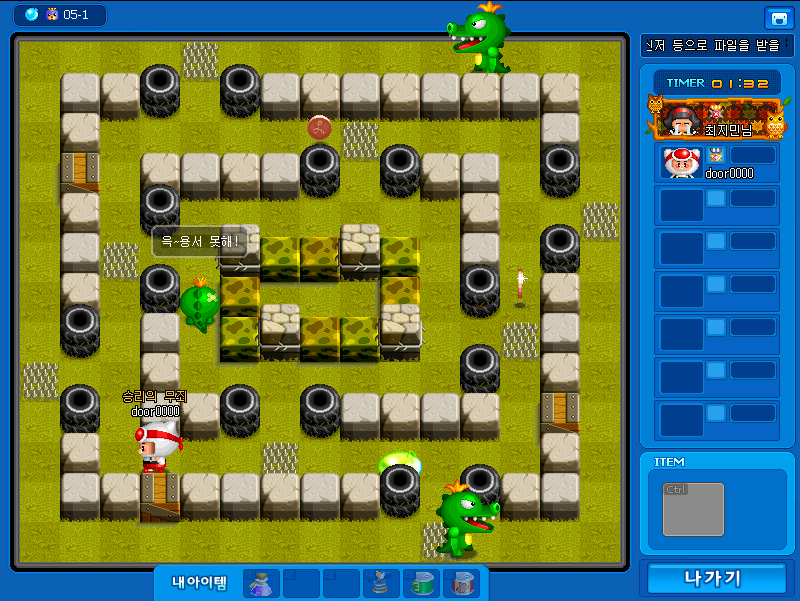 05-1
신저 등으로 파일을 받을
TIMER 01:32
최지민님
door0000
윽~용서 못해!
승리의 무적
door0000
ITEM
Ctrl
내아이템
나가기